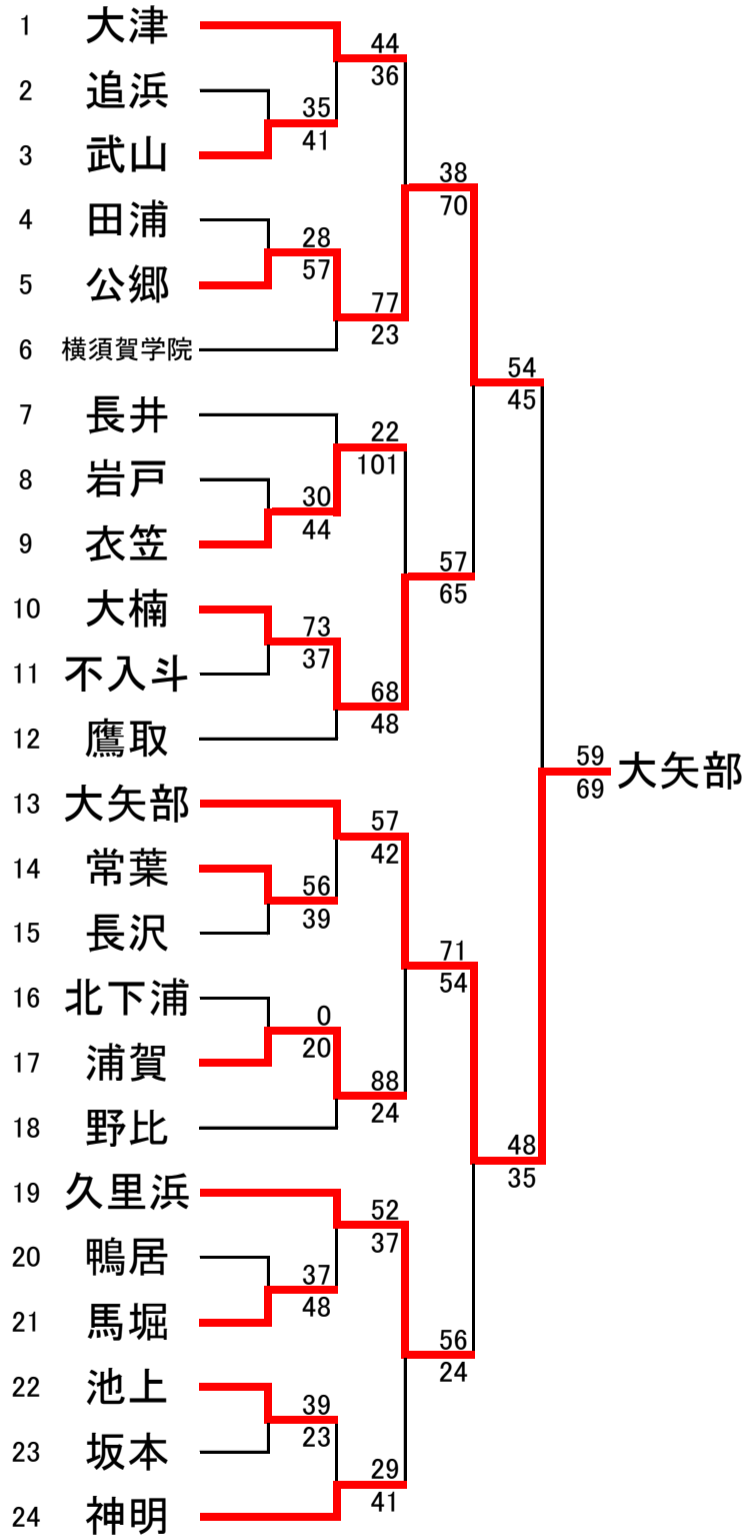 1 大津
44
36
2 追浜
35
41
3 武山
38
70
4 田浦
28
57
5 公郷
77
23
6 横須賀学院
54
45
7 長井
22
101
8 岩戸
30
44
9 衣笠
57
65
10 大楠
73
37
11 不入斗
68
48
12 鷹取
59
69
大矢部
13 大矢部
57
42
14 常葉
56
39
15 長沢
71
54
16 北下浦
0
20
17 浦賀
88
24
18 野比
48
35
19 久里浜
52
37
20 鴨居
37
48
21 馬堀
56
24
22 池上
39
23
23 坂本
29
41
24 神明